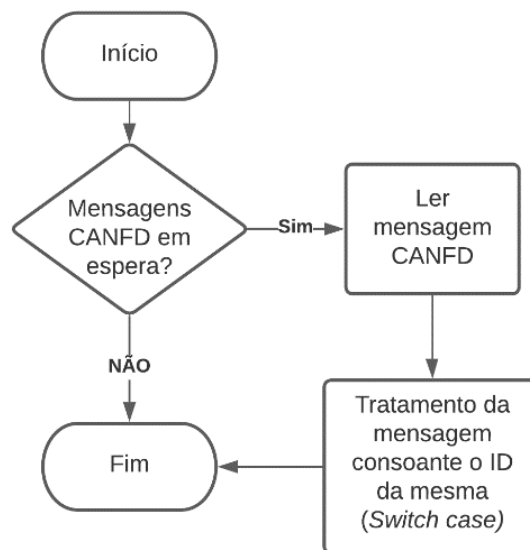 Início
Mensagens
CANFD em
espera?
Sim
Ler
mensagem
CANFD
NÃO
Tratamento da
mensagem
consoante o ID
da mesma
(Switch case)
Fim